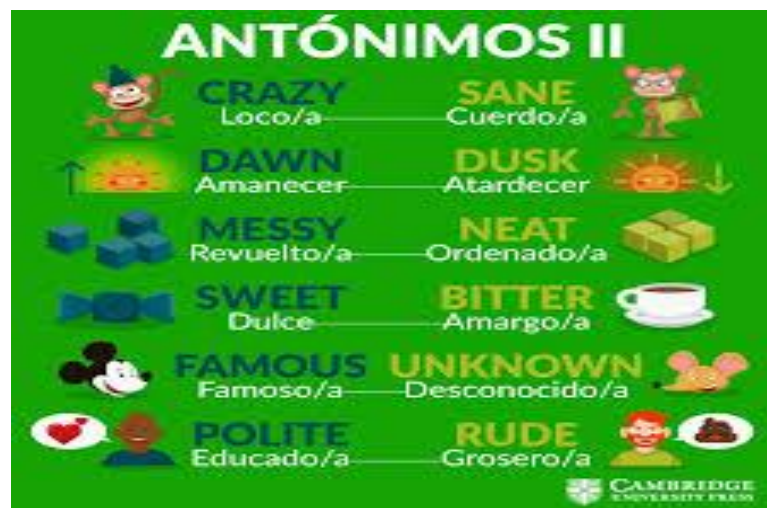 ANTÓNIMOS II
CRAZY SANE
Loco/a Cuerdo/a
DAWN DUSK
Amanecer Atardecer
MESSY NEAT
Revuelto/a Ordenado/a
SWEET BITTER
Dulce Amargo/a
FAMOUS UNKNOWN
Famoso/a Desconocido/a
POLITE RUDE
Educado/a Grosero/a
CAMBRIDGE
UNIVERSITY PRESS